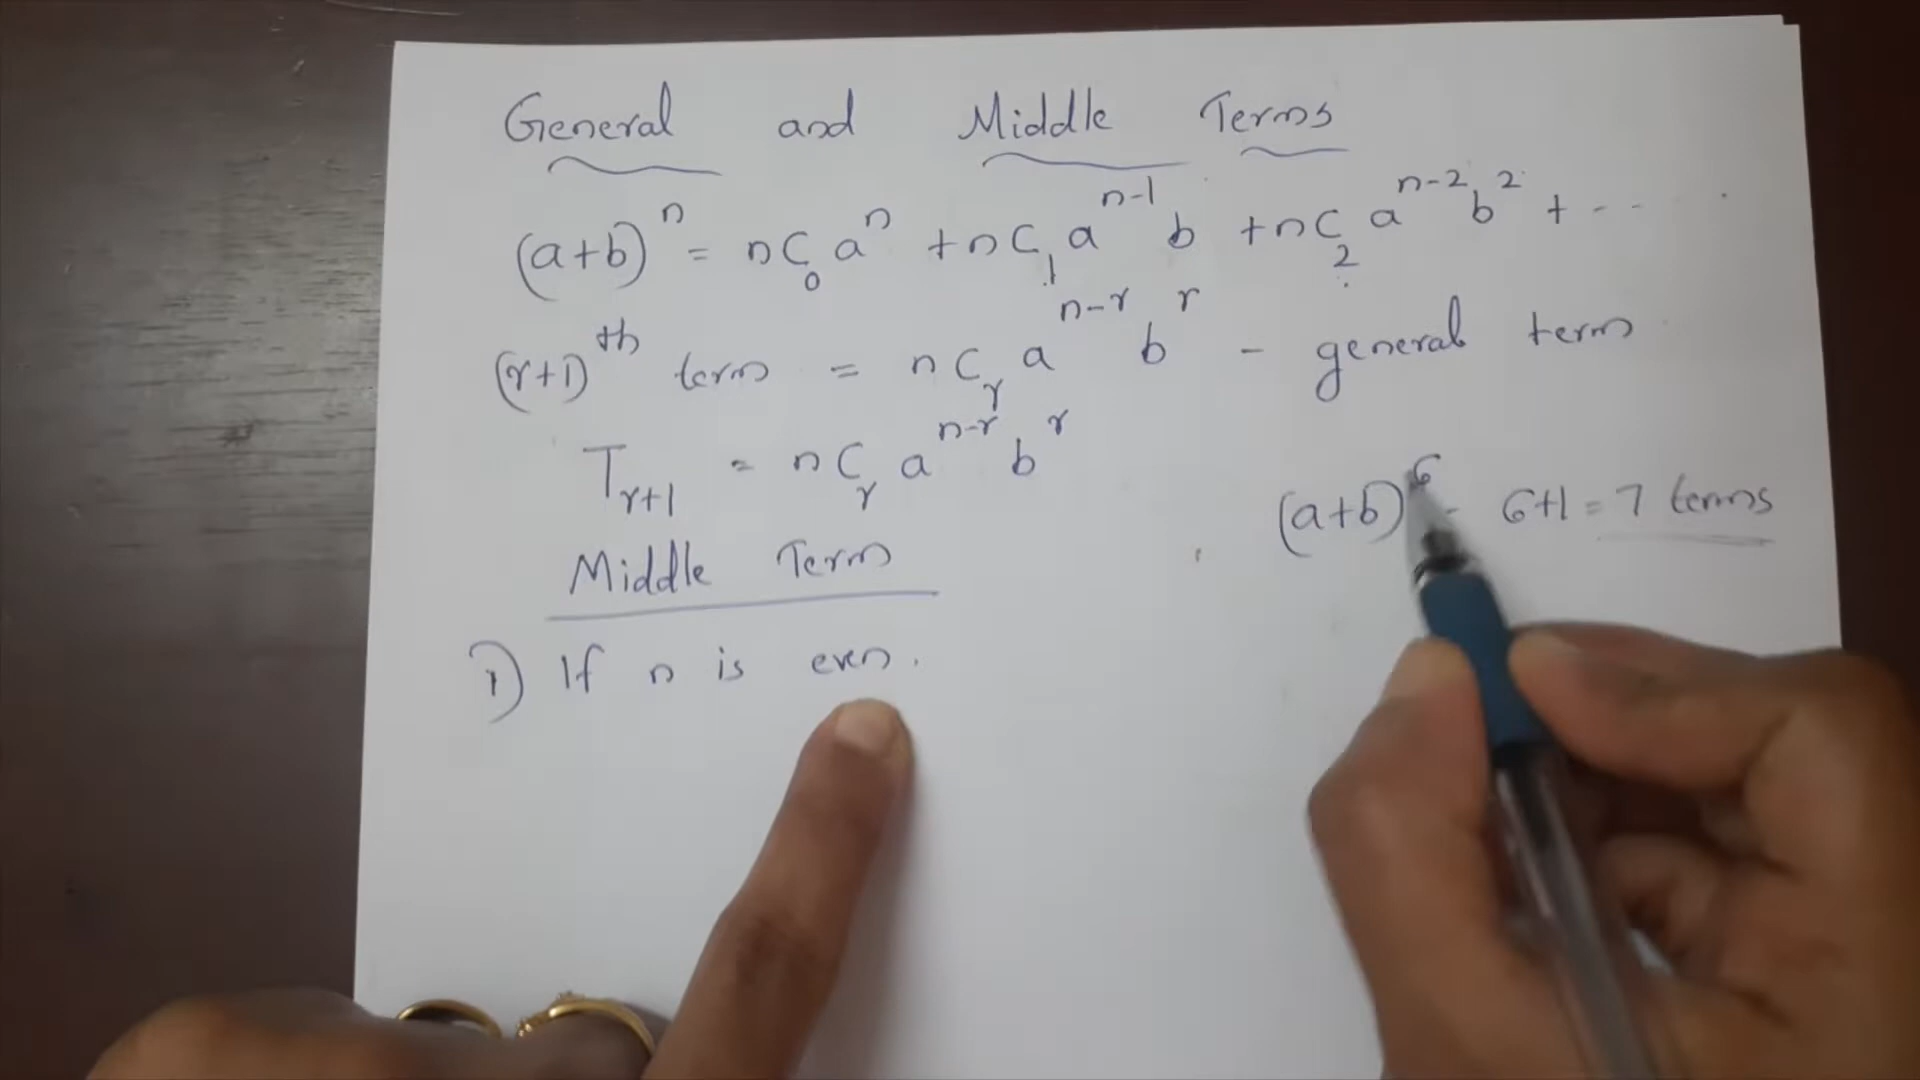 General and Middle Terms
(a+b)^n = nC₀ a^n + nC₁ a^(n-1) b + nC₂ a^(n-2) b^2 + - - .
(r+1)^th term = nCᵣ a^(n-r) b^r - general term
T_(r+1) = nCᵣ a^(n-r) b^r
(a+b)^6 - 6+1 = 7 terms
Middle Term
1) If n is even.